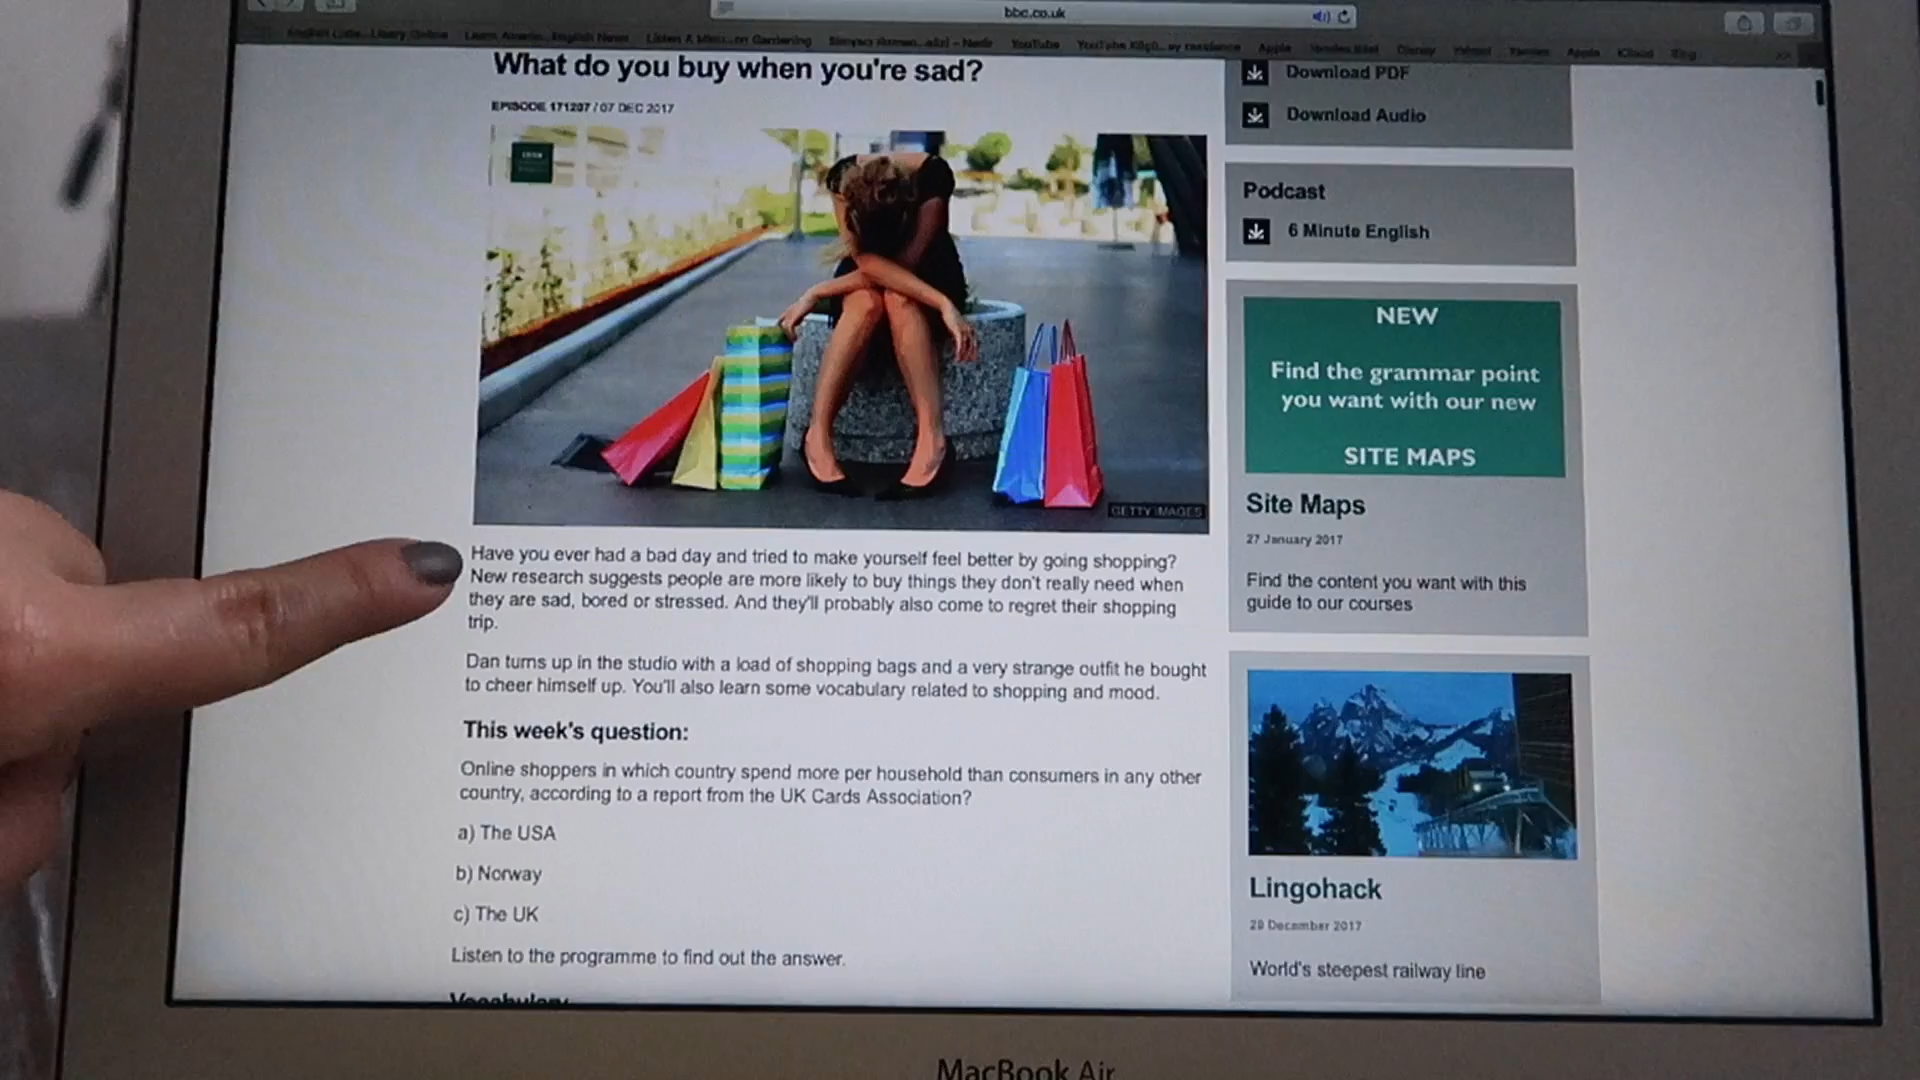 bbc.co.uk
YouTube
Apple
Disney
Apple
iCloud
What do you buy when you're sad?
EPISODE 171207 / 07 DEC 2017
GETTY IMAGES
Have you ever had a bad day and tried to make yourself feel better by going shopping?
New research suggests people are more likely to buy things they don't really need when
they are sad, bored or stressed. And they'll probably also come to regret their shopping
trip.
Dan turns up in the studio with a load of shopping bags and a very strange outfit he bought
to cheer himself up. You'll also learn some vocabulary related to shopping and mood.
This week's question:
Online shoppers in which country spend more per household than consumers in any other
country, according to a report from the UK Cards Association?
a) The USA
b) Norway
c) The UK
Listen to the programme to find out the answer.
Vocabulary
Download PDF
Download Audio
Podcast
6 Minute English
NEW
Find the grammar point
you want with our new
SITE MAPS
Site Maps
27 January 2017
Find the content you want with this
guide to our courses
Lingohack
20 December 2017
World's steepest railway line
MacBook Air